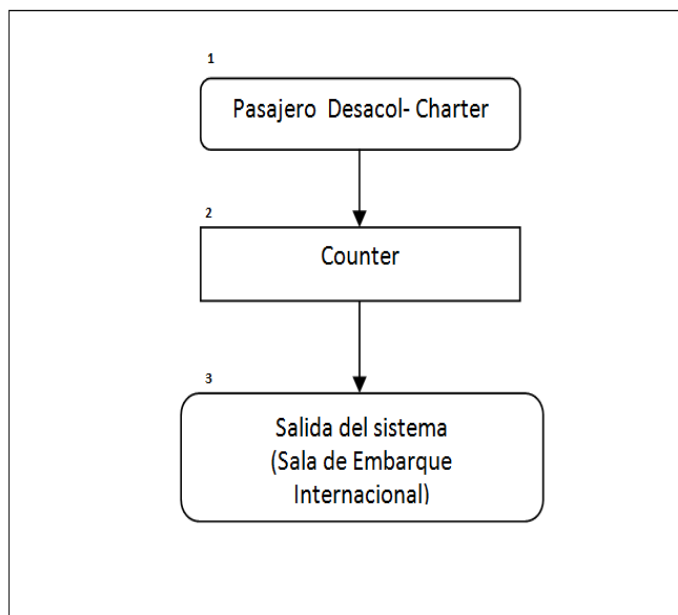 1
Pasajero Desacol- Charter
2
Counter
3
Salida del sistema
(Sala de Embarque
Internacional)